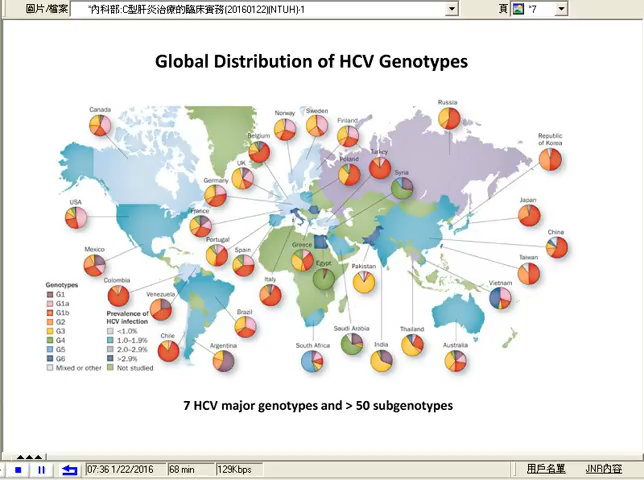 圖片/檔案 *內科部:C型肝炎治療的臨床實務(20160122)(NTUH)-1 頁 *7
Global Distribution of HCV Genotypes
Canada
Norway
Sweden
Finland
Russia
Belgium
Republic
of Korea
UK
Poland
Turkey
Germany
Syria
USA
France
Japan
Portugal
Spain
Greece
China
Mexico
Egypt
Pakistan
Taiwan
Colombia
Venezuela
Italy
Vietnam
Brazil
Chile
Argentina
South Africa
Saudi Arabia
India
Thailand
Australia
Genotypes
G1
G1a
G1b
G2
G3
G4
G5
G6
Mixed or other
Prevalence of
HCV infection
<1.0%
1.0–1.9%
2.0–2.9%
>2.9%
Not studied
7 HCV major genotypes and > 50 subgenotypes
07:36 1/22/2016 68 min 129Kbps 用戶名單 JNR內容